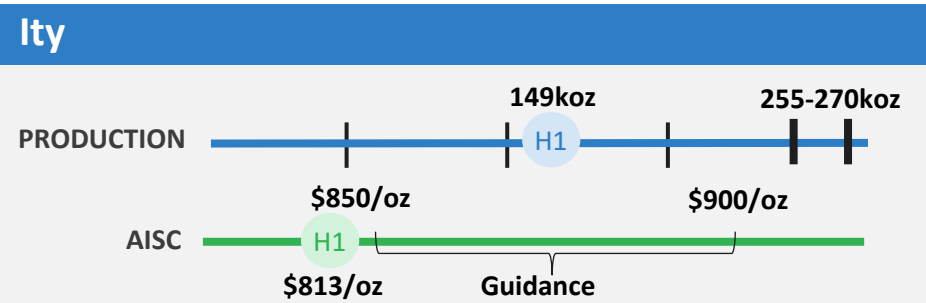 Ity
149koz 255-270koz
PRODUCTION H1
$850/oz $900/oz
AISC H1
$813/oz Guidance